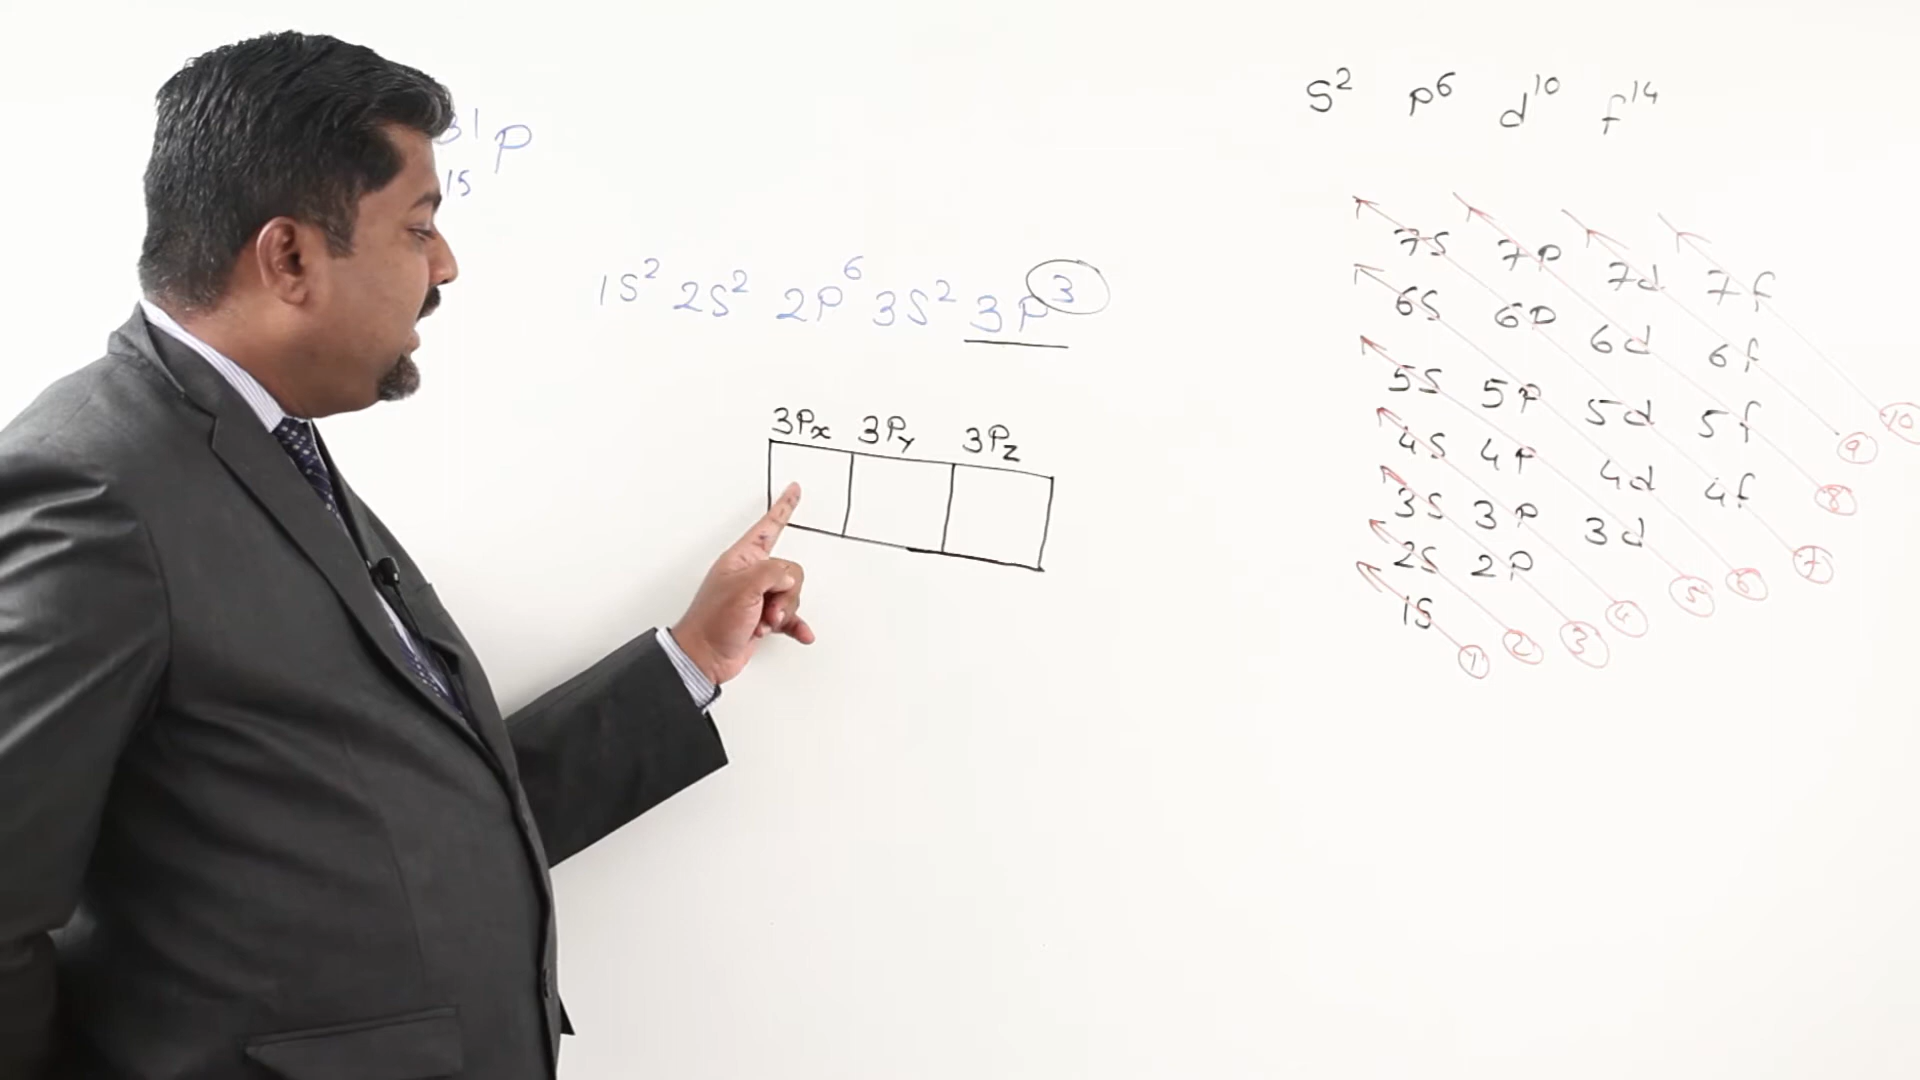 31
15 P
1S² 2S² 2P⁶ 3S² 3P³
3Px 3Py 3Pz
S² P⁶ d¹⁰ f¹⁴
7S 7P 7d 7f
6S 6P 6d 6f
5S 5P 5d 5f
4S 4P 4d 4f
3S 3P 3d
2S 2P
1S
1 2 3 4 5 6 7 8 9 10